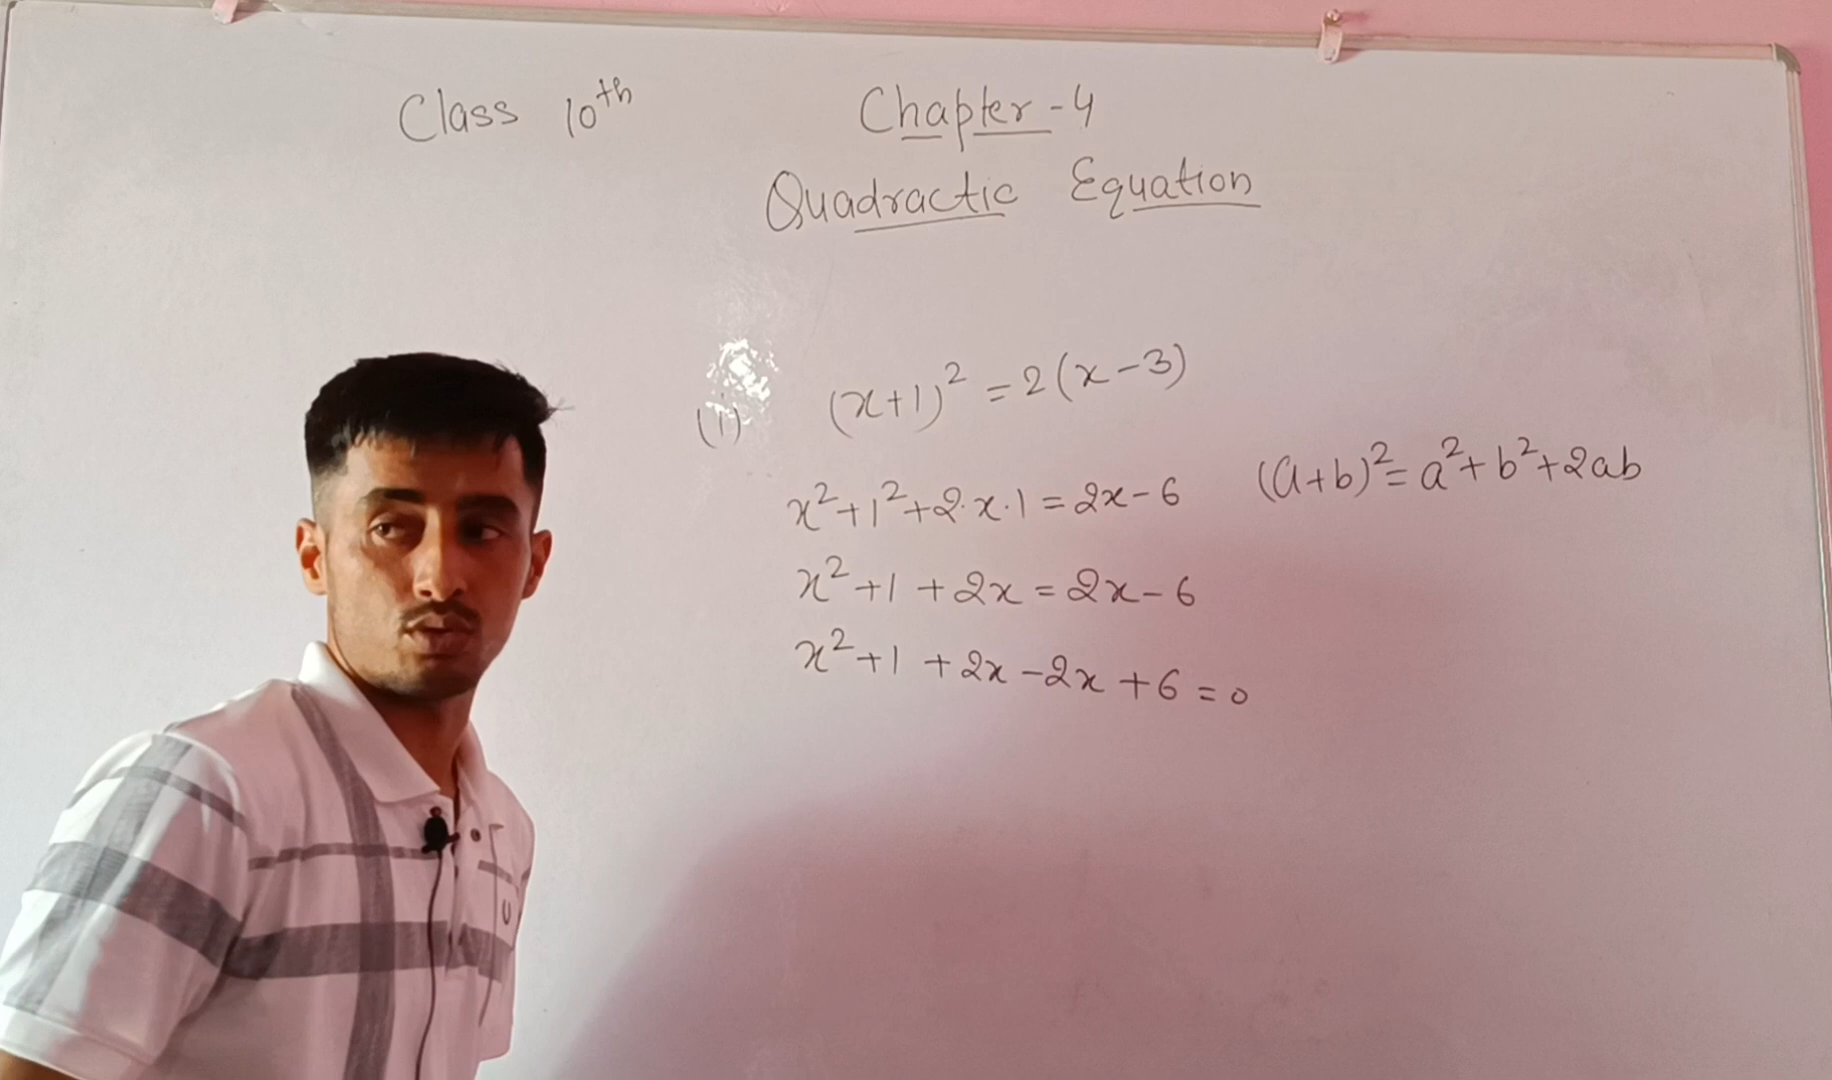 Class 10th
Chapter-4
Quadractic Equation
(i) (x+1)² = 2(x-3)
x²+1²+2·x·1 = 2x-6
(a+b)² = a²+b²+2ab
x²+1+2x = 2x-6
x²+1+2x-2x+6=0